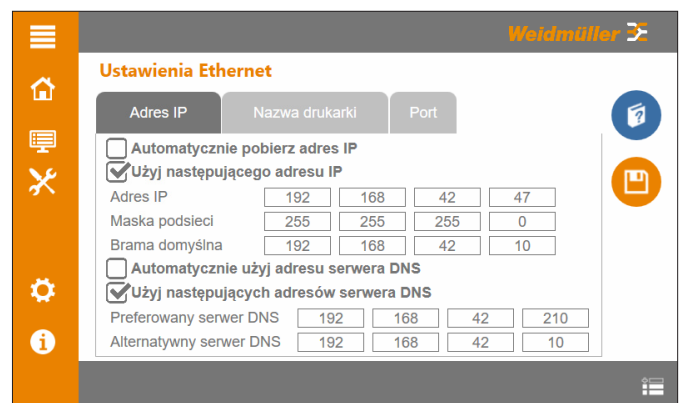 Weidmüller
Ustawienia Ethernet
Adres IP Nazwa drukarki Port
Automatycznie pobierz adres IP
Użyj następującego adresu IP
Adres IP 192 168 42 47
Maska podsieci 255 255 255 0
Brama domyślna 192 168 42 10
Automatycznie użyj adresu serwera DNS
Użyj następujących adresów serwera DNS
Preferowany serwer DNS 192 168 42 210
Alternatywny serwer DNS 192 168 42 10